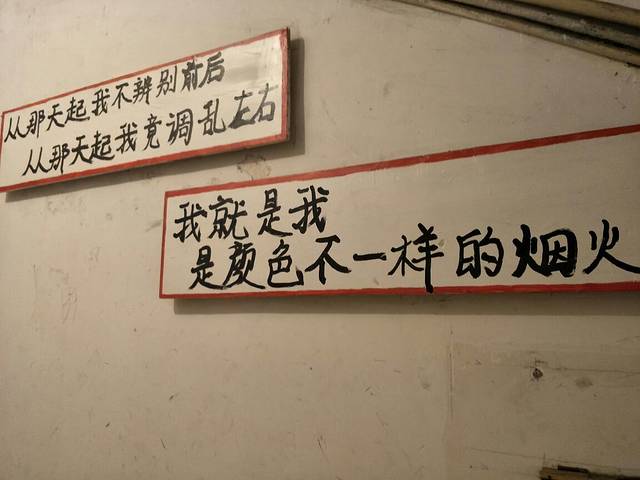 从那天起我不辨别前后
从那天起我竟调乱左右
我就是我
是颜色不一样的烟火